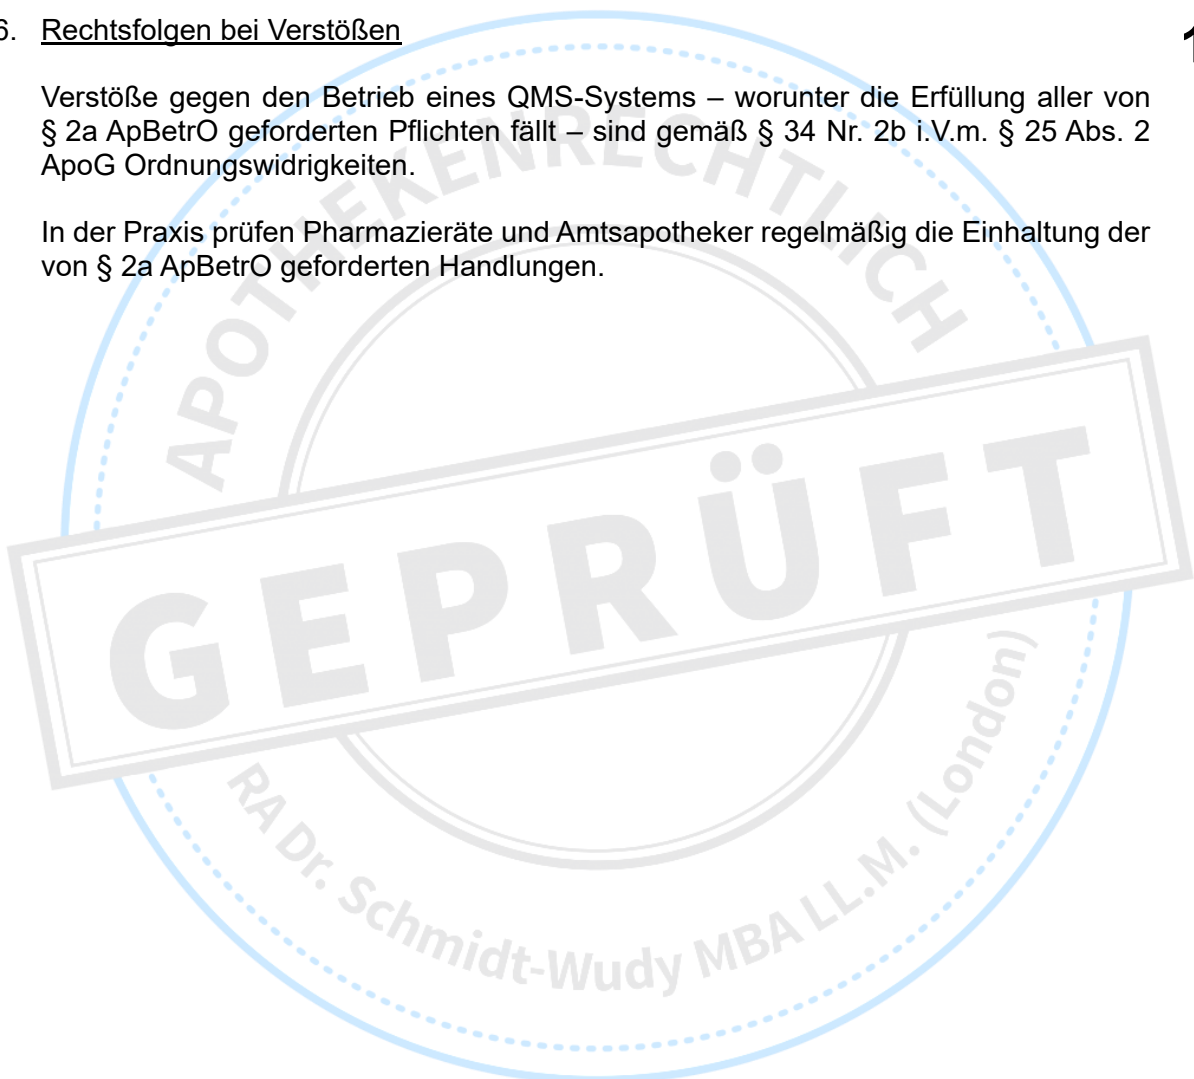 6. Rechtsfolgen bei Verstößen
1
Verstöße gegen den Betrieb eines QMS-Systems – worunter die Erfüllung aller von
§ 2a ApBetrO geforderten Pflichten fällt – sind gemäß § 34 Nr. 2b i.V.m. § 25 Abs. 2
ApoG Ordnungswidrigkeiten.
In der Praxis prüfen Pharmazieräte und Amtsapotheker regelmäßig die Einhaltung der
von § 2a ApBetrO geforderten Handlungen.
APOTHEKENRECHTLICH
GEPRÜFT
RA Dr. Schmidt-Wudy MBA LL.M. (London)